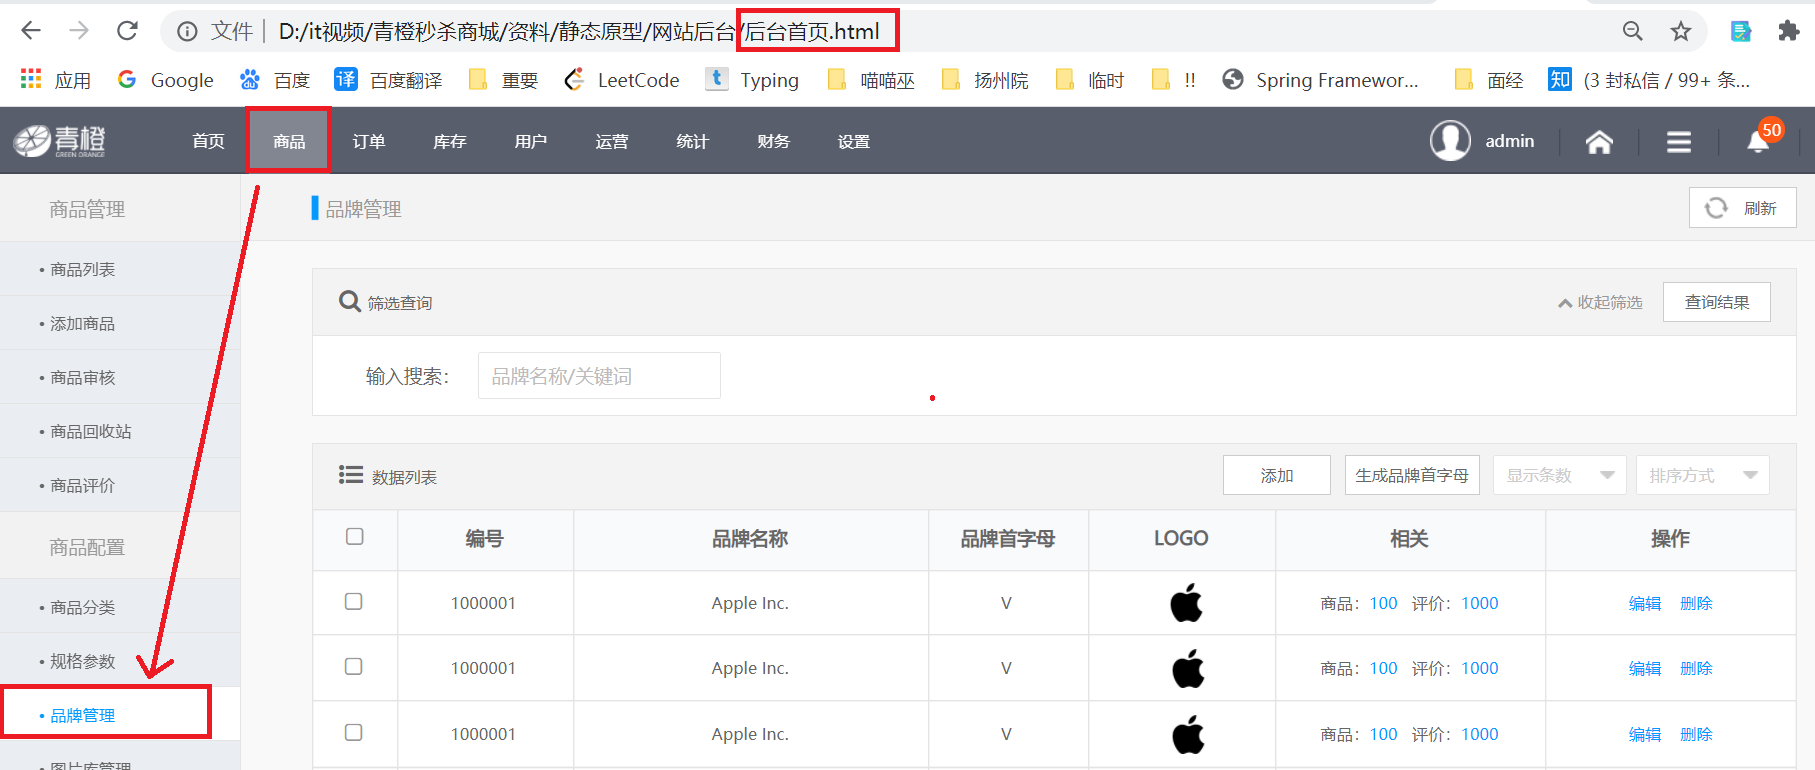 文件 | D:/it视频/青橙秒杀商城/资料/静态原型/网站后台/后台首页.html
应用 Google 百度 译 百度翻译 重要 LeetCode t Typing 喵喵巫 扬州院 临时 !! Spring Framewor... 面经 知 (3 封私信 / 99+ 条...
青橙 首页 商品 订单 库存 用户 运营 统计 财务 设置 admin 50
GREEN ORANGE
商品管理
• 商品列表
• 添加商品
• 商品审核
• 商品回收站
• 商品评价
商品配置
• 商品分类
• 规格参数
• 品牌管理
图片库管理
品牌管理 刷新
筛选查询 收起筛选 查询结果
输入搜索： 品牌名称/关键词
数据列表 添加 生成品牌首字母 显示条数 排序方式
编号 品牌名称 品牌首字母 LOGO 相关 操作
1000001 Apple Inc. V 商品：100 评价：1000 编辑 删除
1000001 Apple Inc. V 商品：100 评价：1000 编辑 删除
1000001 Apple Inc. V 商品：100 评价：1000 编辑 删除